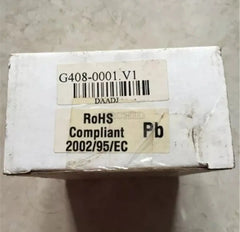 G408-0001.V1
DAADJ
RoHS
Compliant
2002/95/EC
Pb